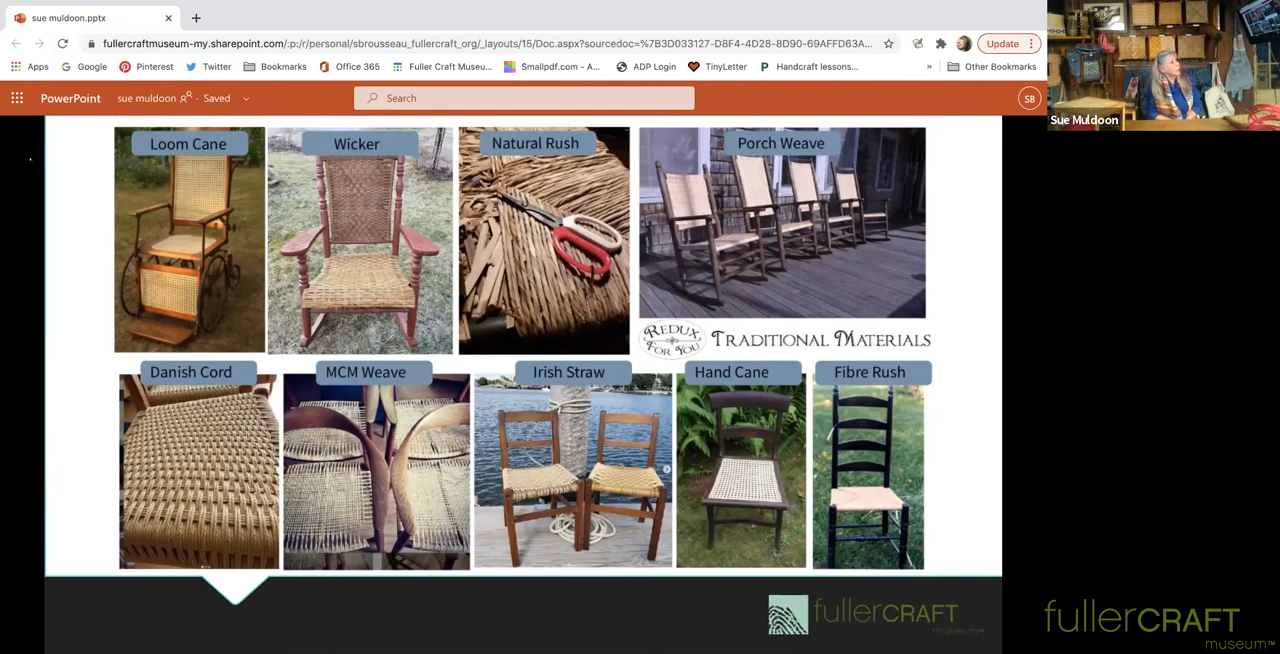 sue muldoon.pptx
fullercraftmuseum-my.sharepoint.com/:p:/r/personal/sbrousseau_fullercraft_org/_layouts/15/Doc.aspx?sourcedoc=%7B3D033127-D8F4-4D28-8D90-69AFFD63A...
Update
Apps
Google
Pinterest
Twitter
Bookmarks
Office 365
Fuller Craft Museu...
Smallpdf.com - A...
ADP Login
TinyLetter
Handcraft lessons...
»
Other Bookmarks
PowerPoint
sue muldoon - Saved
Search
SB
Sue Muldoon
Loom Cane
Wicker
Natural Rush
Porch Weave
REDUX FOR YOU
TRADITIONAL MATERIALS
Danish Cord
MCM Weave
Irish Straw
Hand Cane
Fibre Rush
fullerCRAFT
museum™
fullerCRAFT
museum™